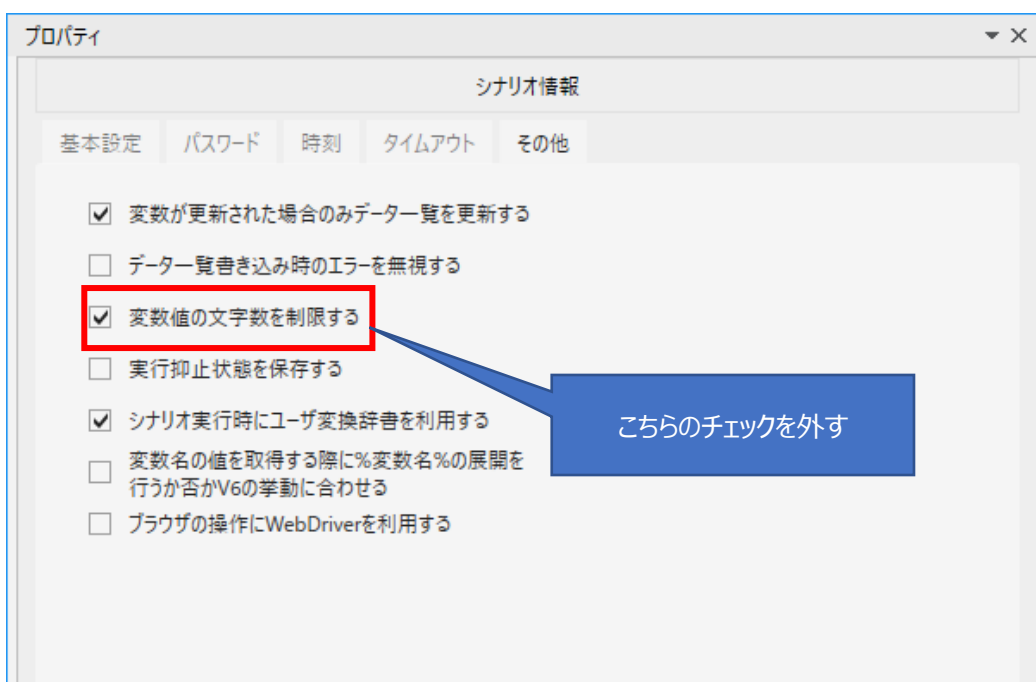 プロパティ
シナリオ情報
基本設定 パスワード 時刻 タイムアウト その他
変数が更新された場合のみデータ一覧を更新する
データ一覧書き込み時のエラーを無視する
変数値の文字数を制限する
実行抑止状態を保存する
こちらのチェックを外す
シナリオ実行時にユーザ変換辞書を利用する
変数名の値を取得する際に%変数名%の展開を
行うか否かV6の挙動に合わせる
ブラウザの操作にWebDriverを利用する